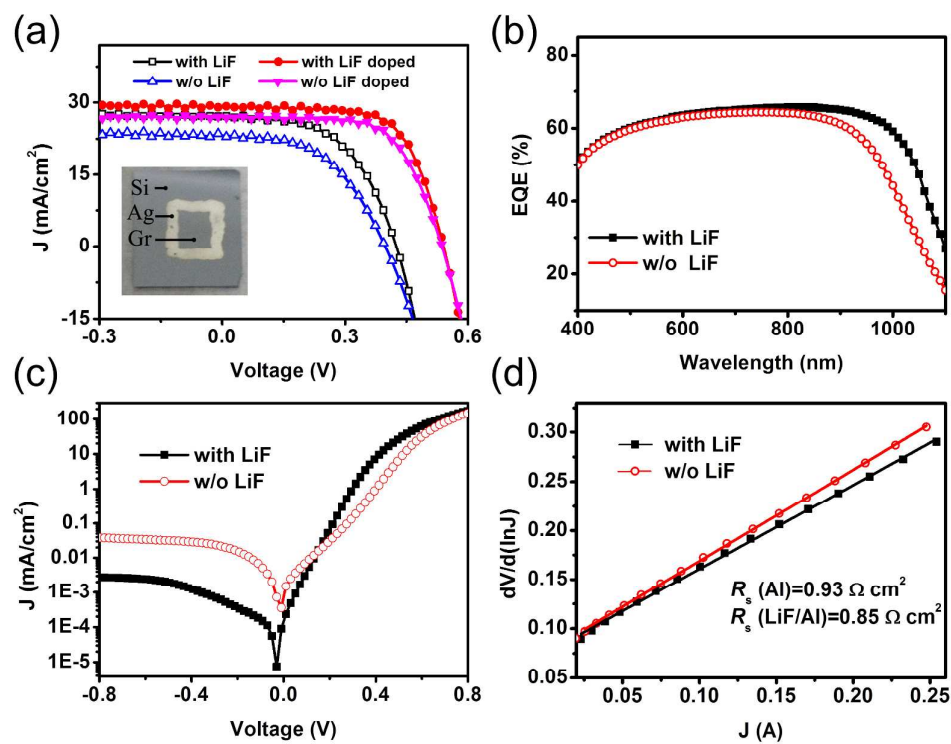 (a)
with LiF
with LiF doped
w/o LiF
w/o LiF doped
30
15
0
-15
J (mA/cm²)
Si
Ag
Gr
-0.3
0.0
0.3
0.6
Voltage (V)
(b)
80
60
40
20
EQE (%)
with LiF
w/o LiF
400
600
800
1000
Wavelength (nm)
(c)
100
10
1
0.1
0.01
1E-3
1E-4
1E-5
J (mA/cm²)
with LiF
w/o LiF
-0.8
-0.4
0.0
0.4
0.8
Voltage (V)
(d)
0.30
0.25
0.20
0.15
0.10
0.05
dV/d(lnJ)
with LiF
w/o LiF
Rs (Al)=0.93 Ω cm²
Rs (LiF/Al)=0.85 Ω cm²
0.05
0.10
0.15
0.20
0.25
J (A)